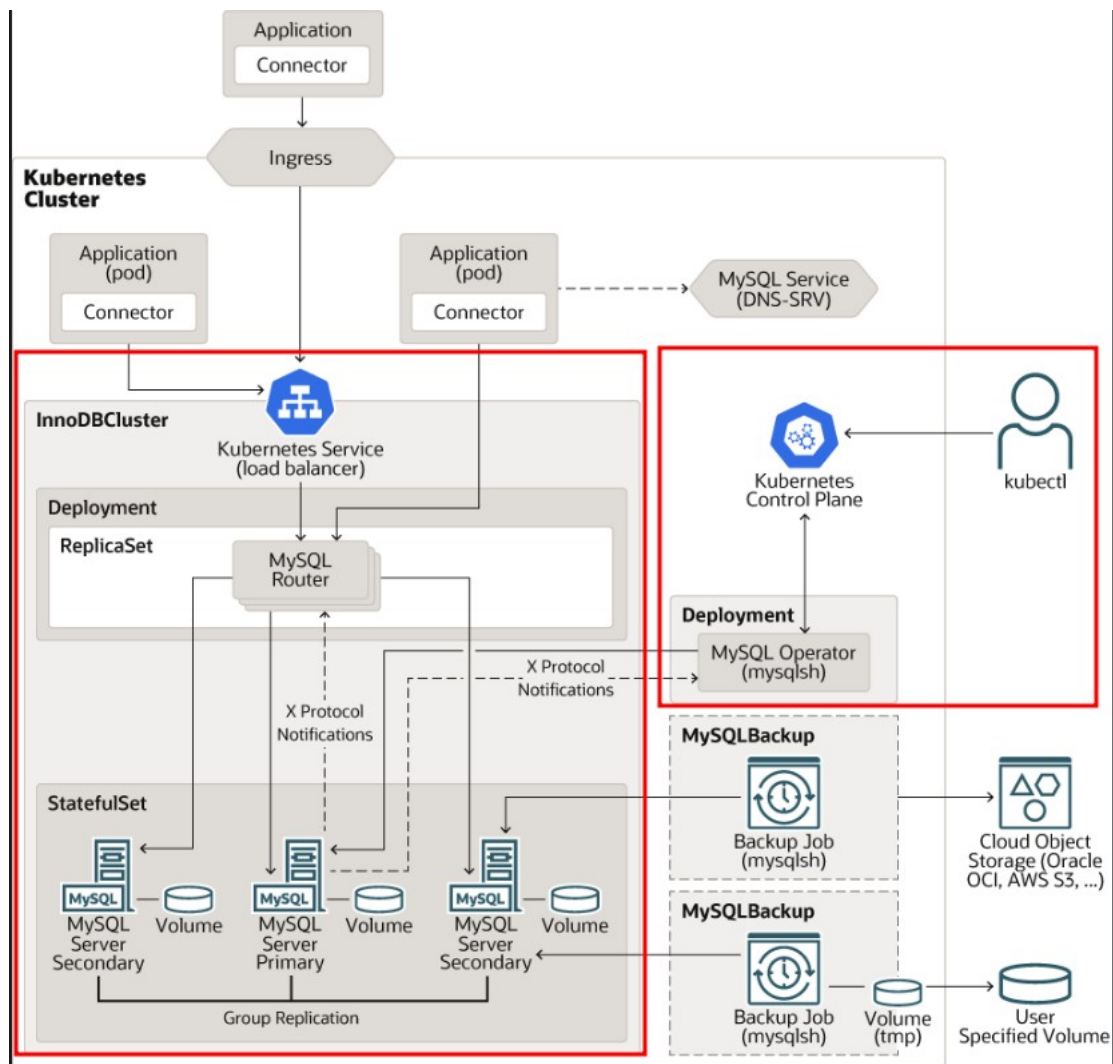 Application
Connector
Ingress
Kubernetes
Cluster
Application
(pod)
Connector
Application
(pod)
Connector
MySQL Service
(DNS-SRV)
InnoDBCluster
Kubernetes Service
(load balancer)
Kubernetes
Control Plane
kubectl
Deployment
ReplicaSet
MySQL
Router
Deployment
MySQL Operator
(mysqlsh)
X Protocol
Notifications
X Protocol
Notifications
MySQLBackup
Backup Job
(mysqlsh)
Cloud Object
Storage (Oracle
OCI, AWS S3, ...)
StatefulSet
MySQL
MySQL
Server
Secondary
Volume
MySQL
MySQL
Server
Primary
Volume
MySQL
MySQL
Server
Secondary
Volume
Group Replication
MySQLBackup
Backup Job
(mysqlsh)
Volume
(tmp)
User
Specified Volume